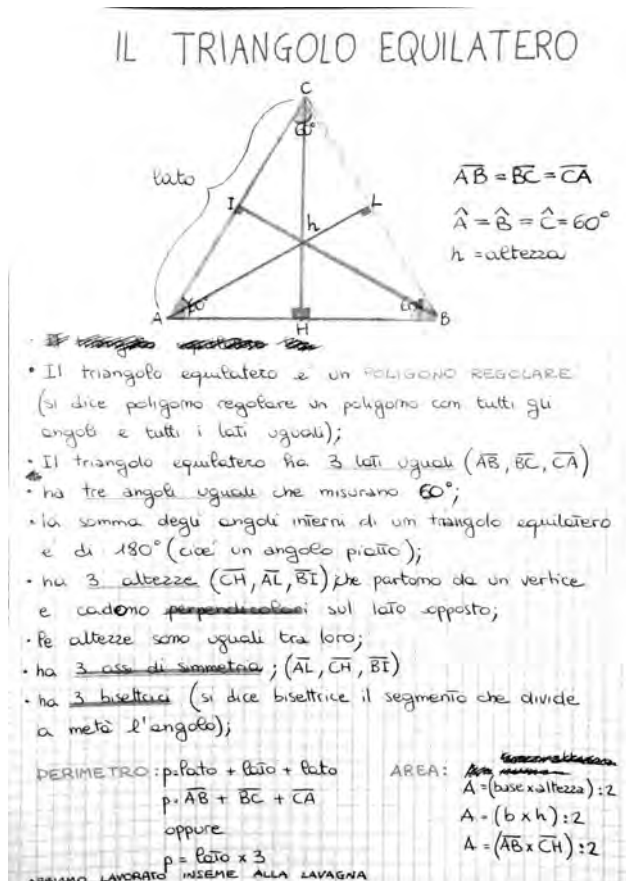 IL TRIANGOLO EQUILATERO
C
60°
lato
I
L
h
A
60°
H
60°
B
AB = BC = CA
Â = B̂ = Ĉ = 60°
h = altezza
• Il triangolo equilatero è un POLIGONO REGOLARE
(si dice poligono regolare un poligono con tutti gli
angoli e tutti i lati uguali);
• Il triangolo equilatero ha 3 lati uguali (AB, BC, CA)
• ha tre angoli uguali che misurano 60°;
• la somma degli angoli interni di un triangolo equilatero
è di 180° (cioè un angolo piatto);
• ha 3 altezze (CH, AL, BI); che partono da un vertice
e cadono perpendicolari sul lato opposto;
• le altezze sono uguali tra loro;
• ha 3 assi di simmetria; (AL, CH, BI)
• ha 3 bisettrici (si dice bisettrice il segmento che divide
a metà l'angolo);
PERIMETRO: p=lato + lato + lato
p= AB + BC + CA
oppure
p = lato x 3
AREA:
A =(base x altezza) :2
A = (b x h) :2
A = (AB x CH) :2
ABBIAMO LAVORATO INSIEME ALLA LAVAGNA